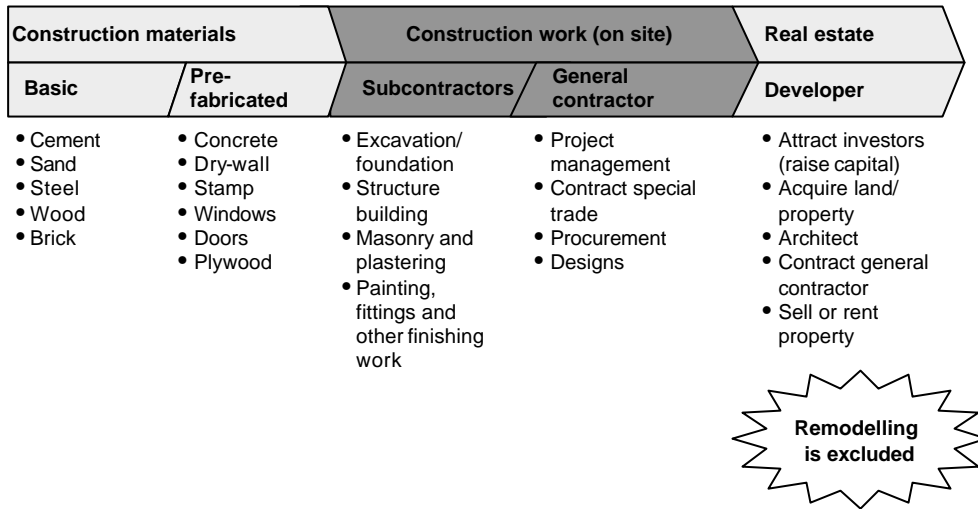 Construction materials
Construction work (on site)
Real estate
Basic
Pre-
fabricated
Subcontractors
General
contractor
Developer
• Cement
• Sand
• Steel
• Wood
• Brick
• Concrete
• Dry-wall
• Stamp
• Windows
• Doors
• Plywood
• Excavation/
foundation
• Structure
building
• Masonry and
plastering
• Painting,
fittings and
other finishing
work
• Project
management
• Contract special
trade
• Procurement
• Designs
• Attract investors
(raise capital)
• Acquire land/
property
• Architect
• Contract general
contractor
• Sell or rent
property
Remodelling
is excluded